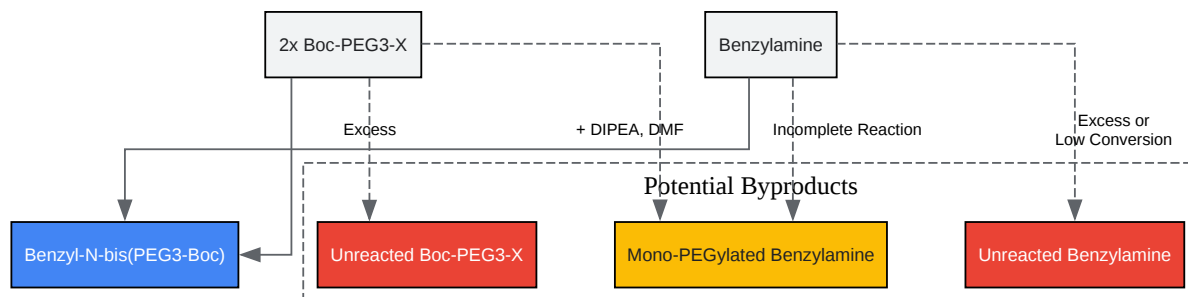 2x Boc-PEG3-X
Benzylamine
Excess
+ DIPEA, DMF
Incomplete Reaction
Excess or
Low Conversion
Potential Byproducts
Benzyl-N-bis(PEG3-Boc)
Unreacted Boc-PEG3-X
Mono-PEGylated Benzylamine
Unreacted Benzylamine